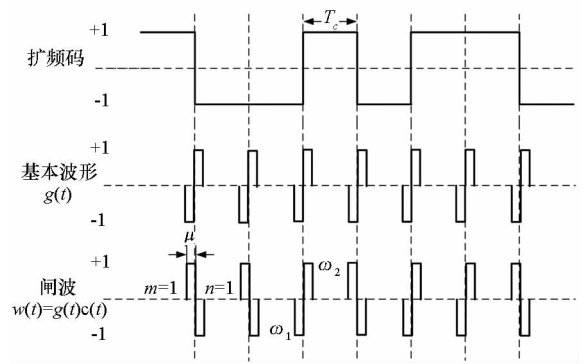 T_c
+1
扩频码
-1
+1
基本波形
g(t)
-1
μ
+1
ω_2
闸波
m=1 n=1
w(t)=g(t)c(t)
-1
ω_1